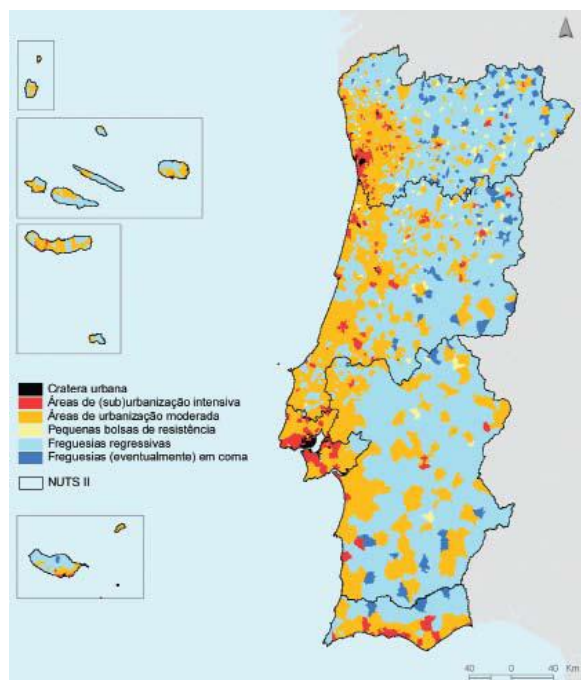 Cratera urbana
Áreas de (sub)urbanização intensiva
Áreas de urbanização moderada
Pequenas bolsas de resistência
Freguesias regressivas
Freguesias (eventualmente) em coma
NUTS II
40 0 40 Km